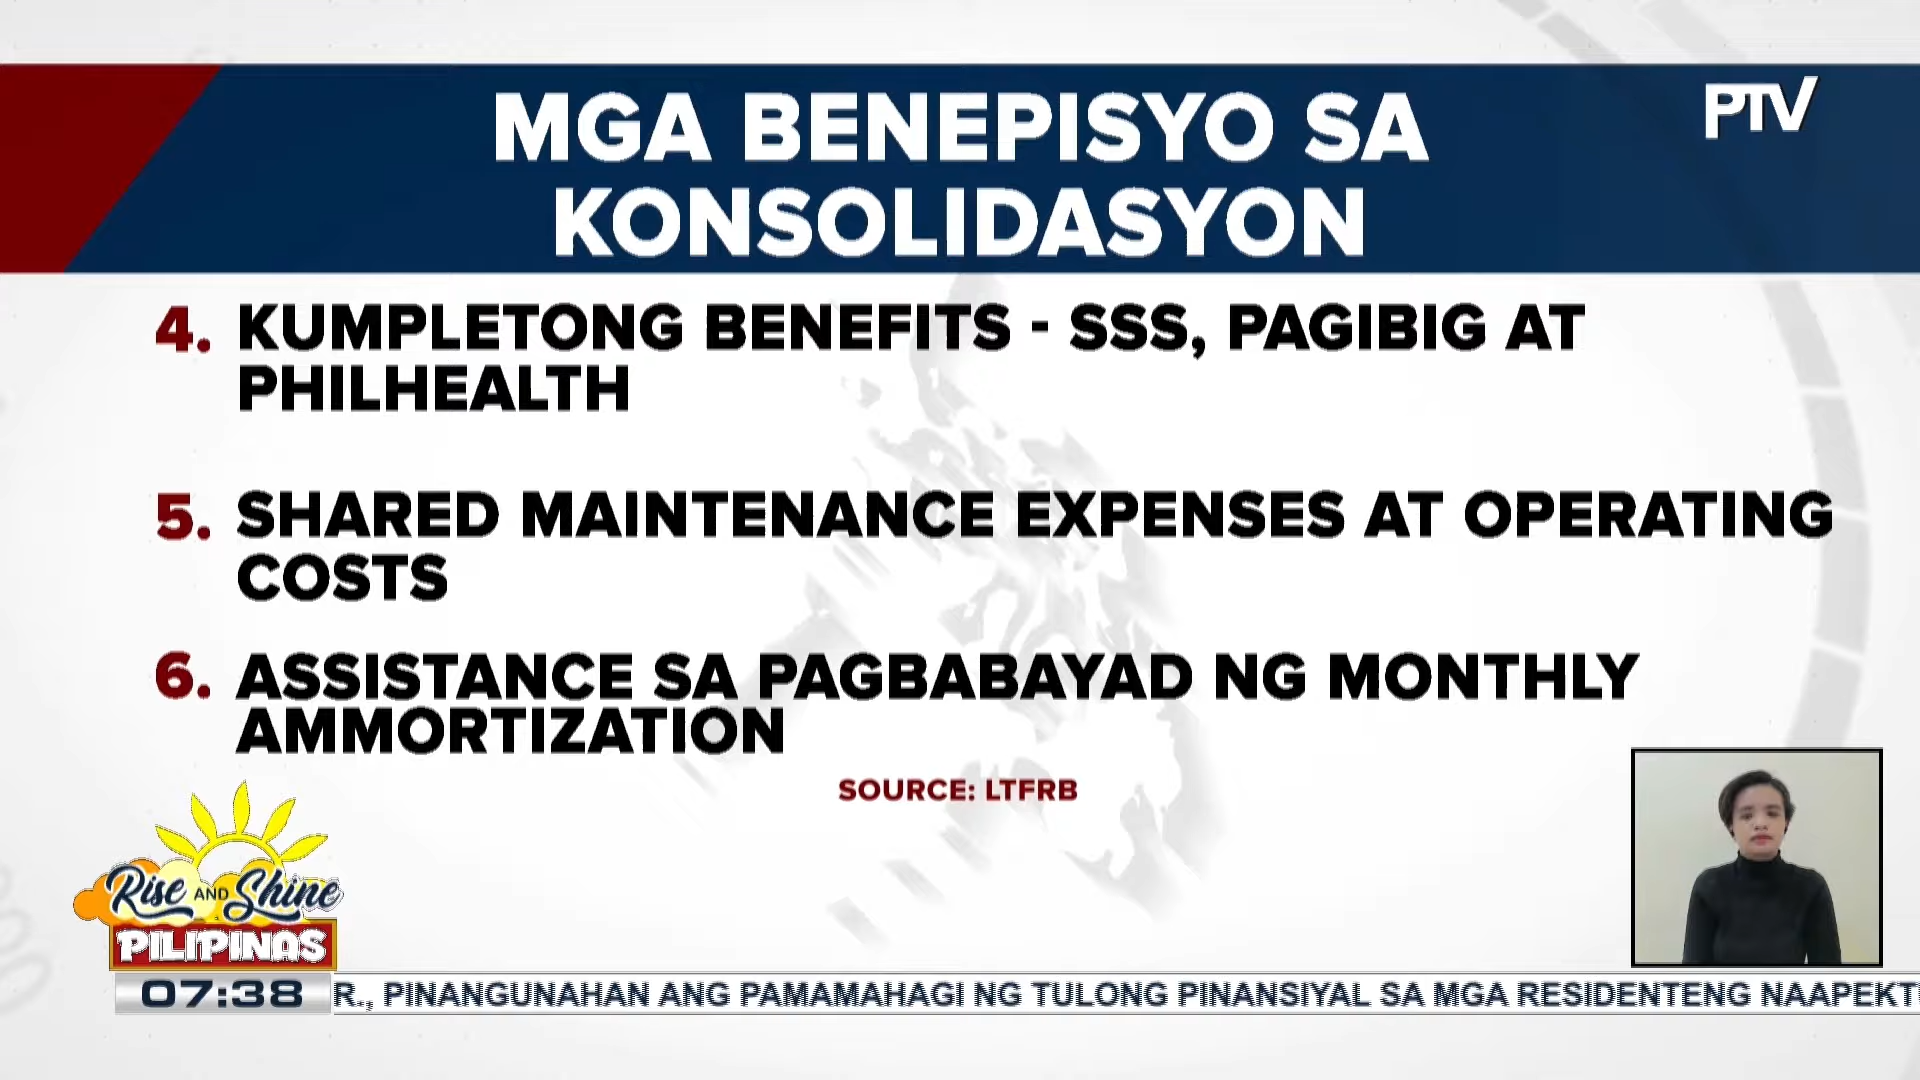 MGA BENEPISYO SA
KONSOLIDASYON
PTV
4. KUMPLETONG BENEFITS - SSS, PAGIBIG AT
PHILHEALTH
5. SHARED MAINTENANCE EXPENSES AT OPERATING
COSTS
6. ASSISTANCE SA PAGBABAYAD NG MONTHLY
AMMORTIZATION
SOURCE: LTFRB
Rise AND Shine
PILIPINAS
07:38
R., PINANGUNAHAN ANG PAMAMAHAGI NG TULONG PINANSIYAL SA MGA RESIDENTENG NAAPEKT